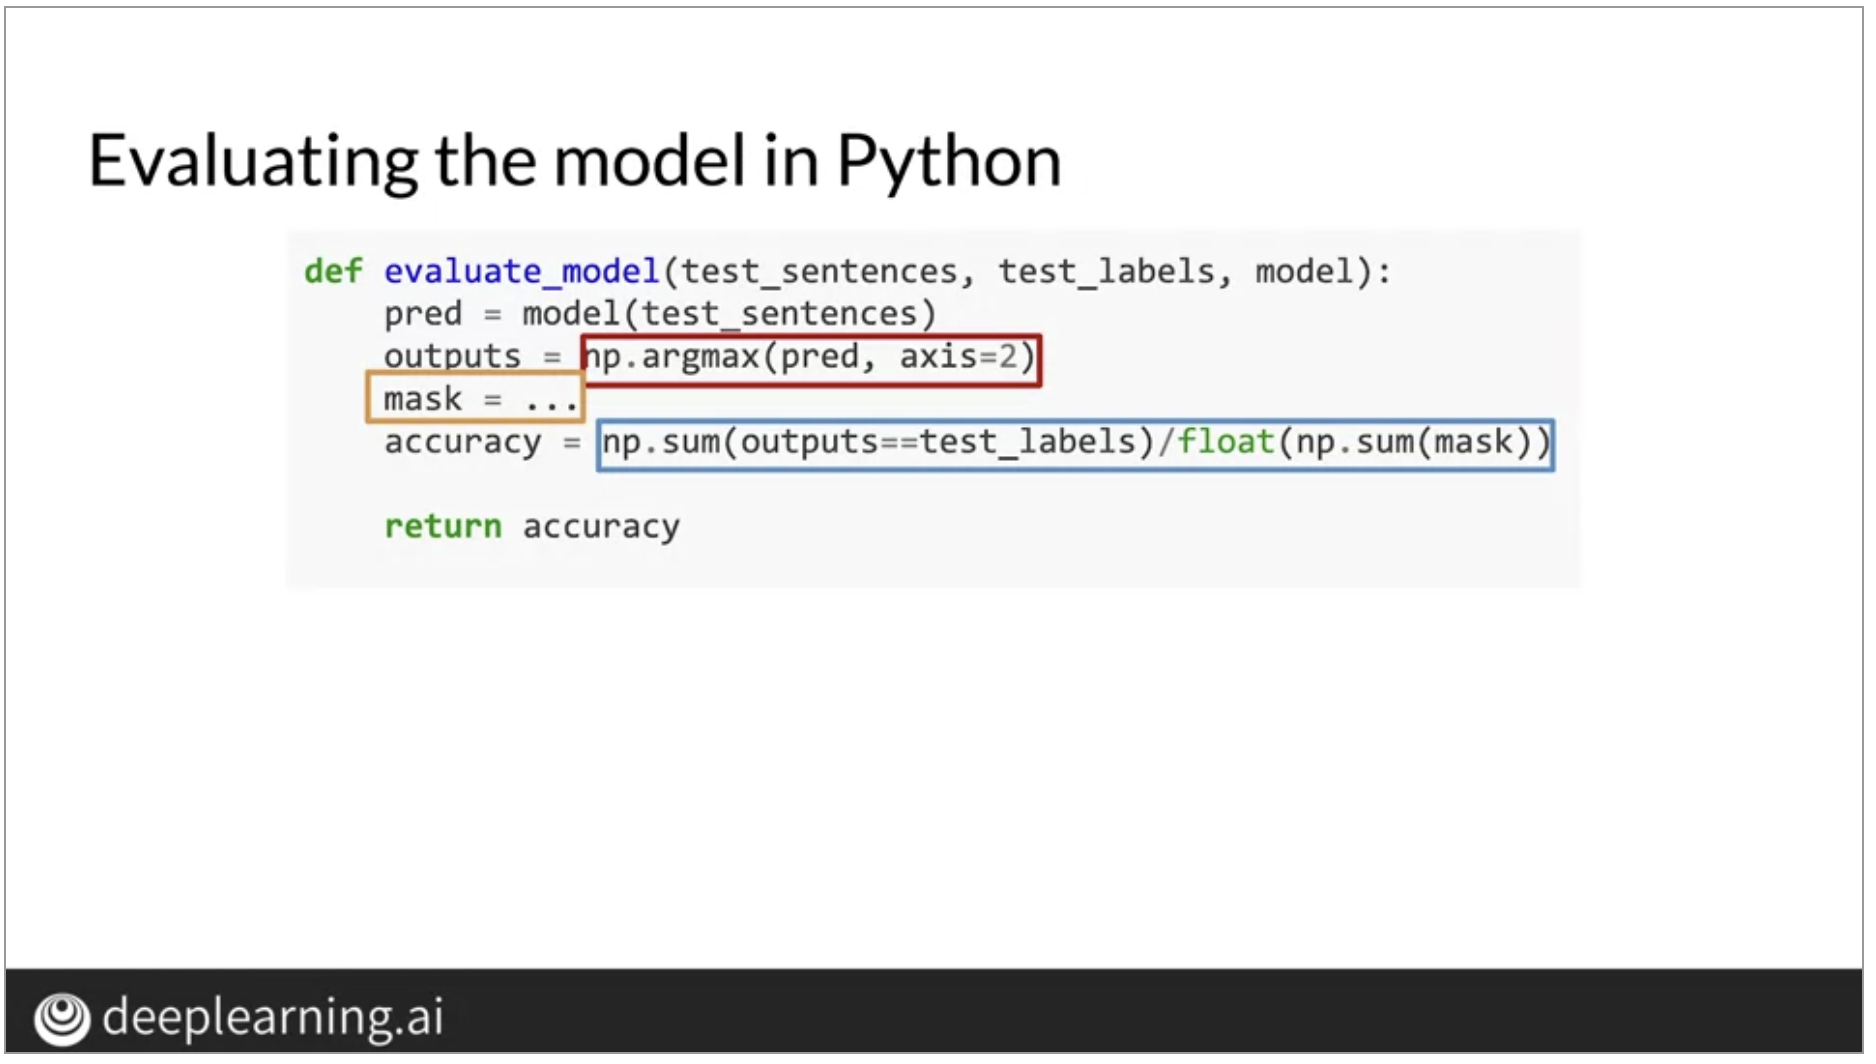 Evaluating the model in Python
def evaluate_model(test_sentences, test_labels, model):
    pred = model(test_sentences)
    outputs = np.argmax(pred, axis=2)
    mask = ...
    accuracy = np.sum(outputs==test_labels)/float(np.sum(mask))
    return accuracy
deeplearning.ai